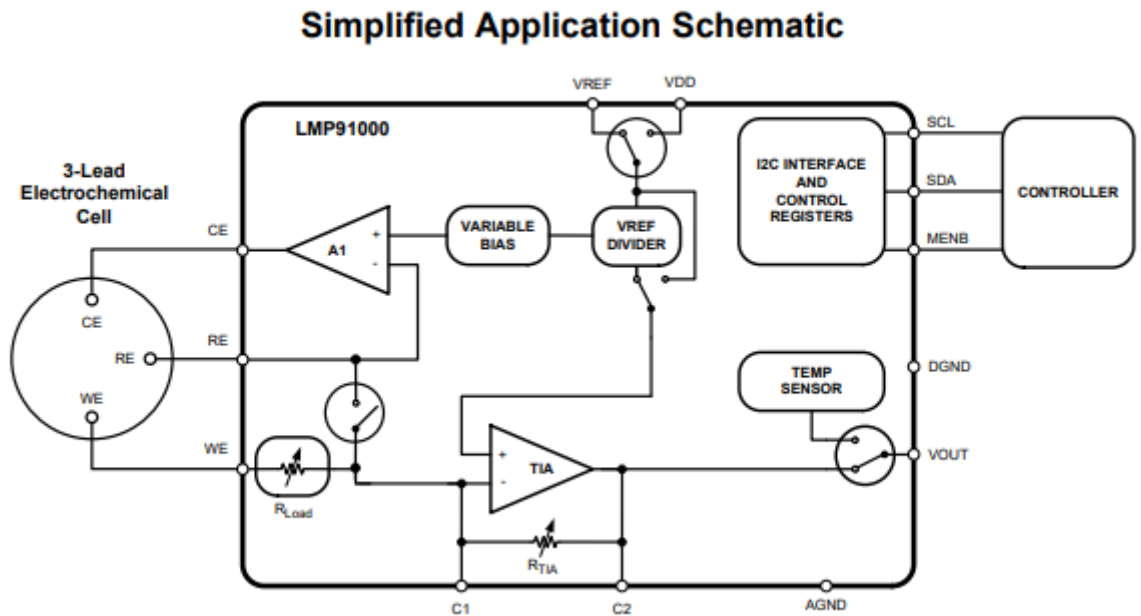 Simplified Application Schematic
VREF
VDD
LMP91000
3-Lead
Electrochemical
Cell
CE
A1
+
-
VARIABLE
BIAS
VREF
DIVIDER
I2C INTERFACE
AND
CONTROL
REGISTERS
SCL
SDA
MENB
CONTROLLER
CE
RE
WE
RE
WE
RLoad
+
-
TIA
RTIA
TEMP
SENSOR
DGND
VOUT
C1
C2
AGND